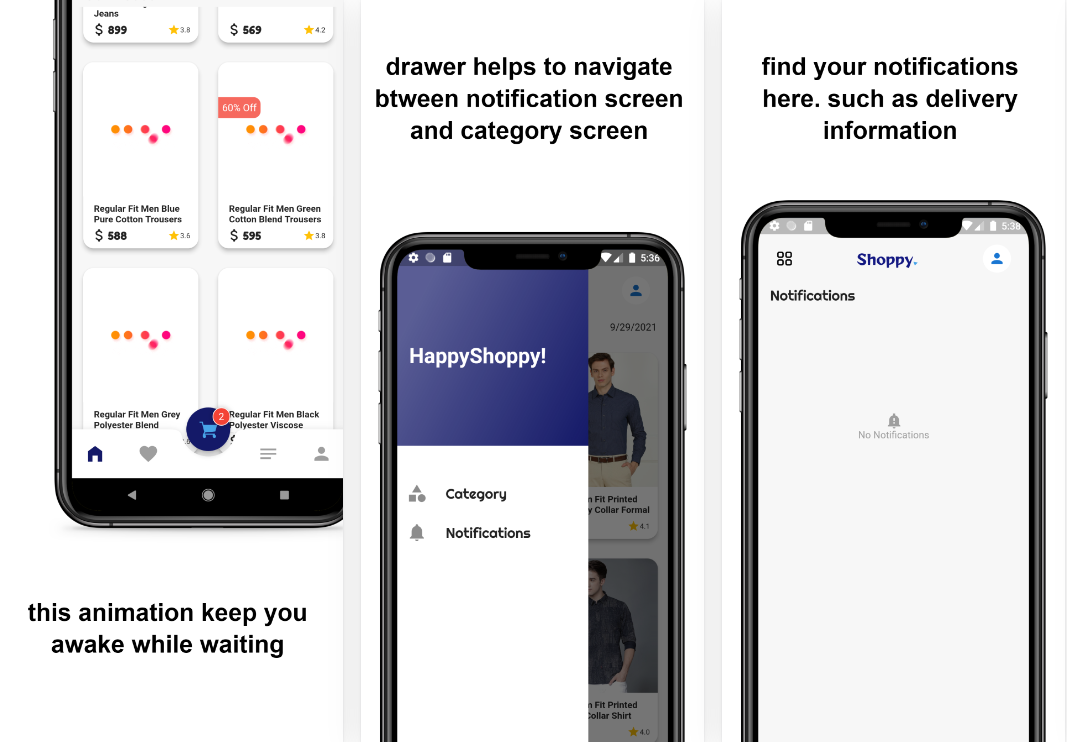 Jeans
$ 899
3.8
$ 569
4.2
60% Off
Regular Fit Men Blue
Pure Cotton Trousers
$ 588
3.6
Regular Fit Men Green
Cotton Blend Trousers
$ 595
3.8
Regular Fit Men Grey
Polyester Blend
Regular Fit Men Black
Polyester Viscose
2
this animation keep you
awake while waiting
drawer helps to navigate
btween notification screen
and category screen
5:36
9/29/2021
HappyShoppy!
Category
Notifications
n Fit Printed
y Collar Formal
4.1
n Fit Printed
Collar Shirt
4.0
find your notifications
here. such as delivery
information
5:38
Shoppy.
Notifications
No Notifications